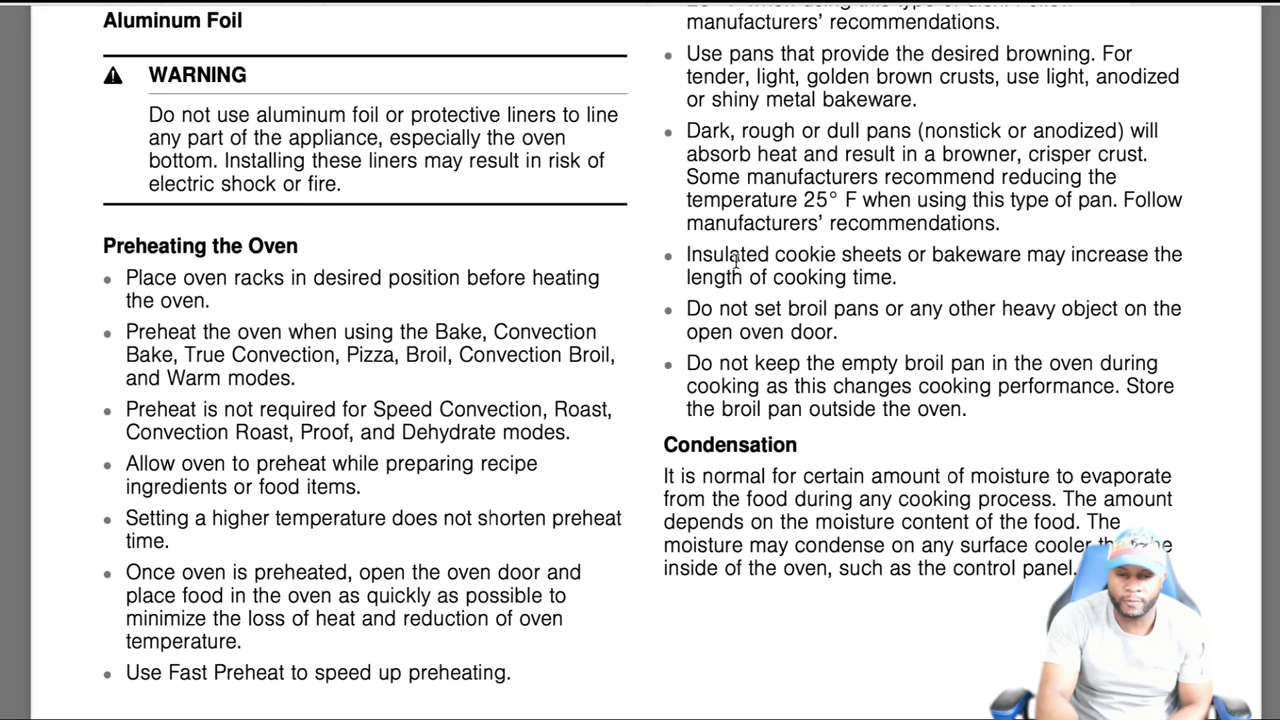 Aluminum Foil
WARNING
Do not use aluminum foil or protective liners to line
any part of the appliance, especially the oven
bottom. Installing these liners may result in risk of
electric shock or fire.
Preheating the Oven
• Place oven racks in desired position before heating
the oven.
• Preheat the oven when using the Bake, Convection
Bake, True Convection, Pizza, Broil, Convection Broil,
and Warm modes.
• Preheat is not required for Speed Convection, Roast,
Convection Roast, Proof, and Dehydrate modes.
• Allow oven to preheat while preparing recipe
ingredients or food items.
• Setting a higher temperature does not shorten preheat
time.
• Once oven is preheated, open the oven door and
place food in the oven as quickly as possible to
minimize the loss of heat and reduction of oven
temperature.
• Use Fast Preheat to speed up preheating.
manufacturers' recommendations.
• Use pans that provide the desired browning. For
tender, light, golden brown crusts, use light, anodized
or shiny metal bakeware.
• Dark, rough or dull pans (nonstick or anodized) will
absorb heat and result in a browner, crisper crust.
Some manufacturers recommend reducing the
temperature 25° F when using this type of pan. Follow
manufacturers' recommendations.
• Insulated cookie sheets or bakeware may increase the
length of cooking time.
• Do not set broil pans or any other heavy object on the
open oven door.
• Do not keep the empty broil pan in the oven during
cooking as this changes cooking performance. Store
the broil pan outside the oven.
Condensation
It is normal for certain amount of moisture to evaporate
from the food during any cooking process. The amount
depends on the moisture content of the food. The
moisture may condense on any surface cooler
inside of the oven, such as the control panel.